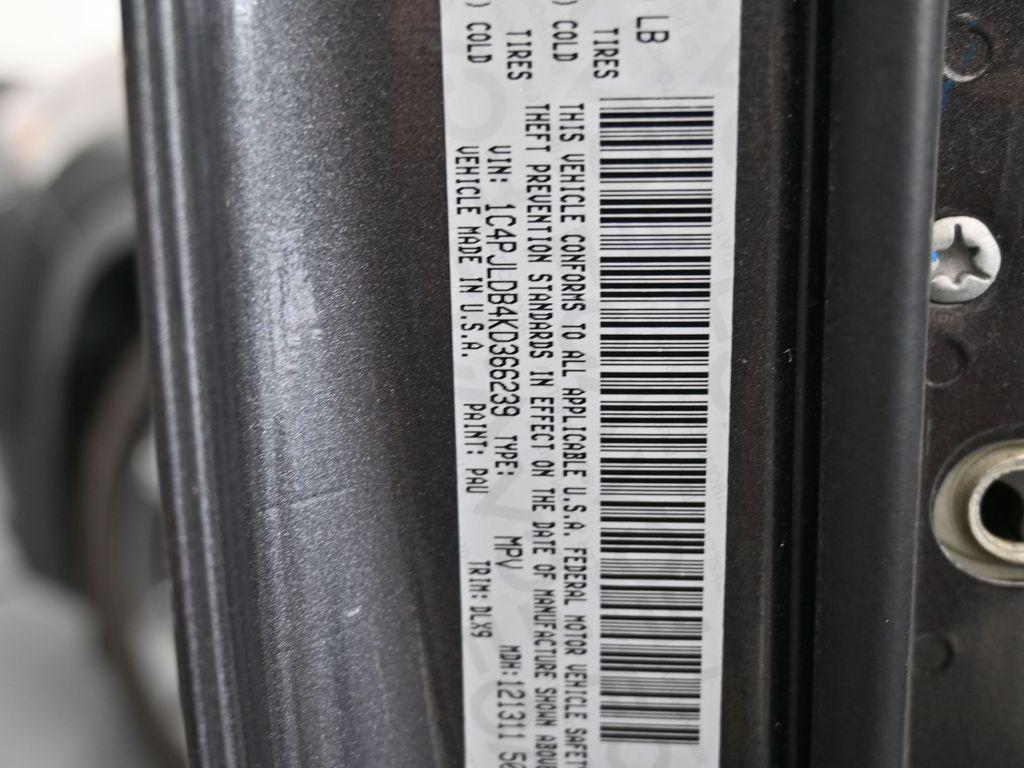 LB
TIRES
) COLD
TIRES
) COLD
THIS VEHICLE CONFORMS TO ALL APPLICABLE U.S.A. FEDERAL MOTOR VEHICLE SAFETY
THEFT PREVENTION STANDARDS IN EFFECT ON THE DATE OF MANUFACTURE SHOWN ABOVE
VIN: 1C4PJLDB4KD366239 TYPE: MPV MDH:121311 50
VEHICLE MADE IN U.S.A. PAINT: PAU TRIM: DLX9